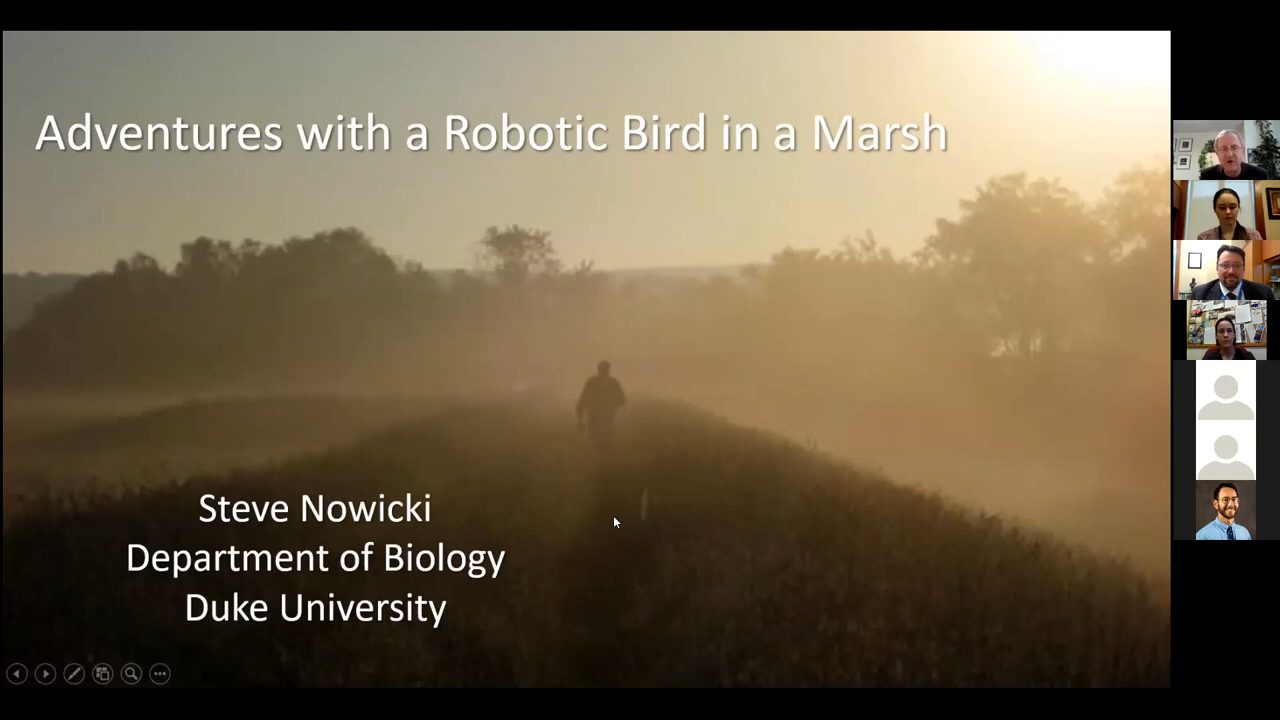 Adventures with a Robotic Bird in a Marsh
Steve Nowicki
Department of Biology
Duke University